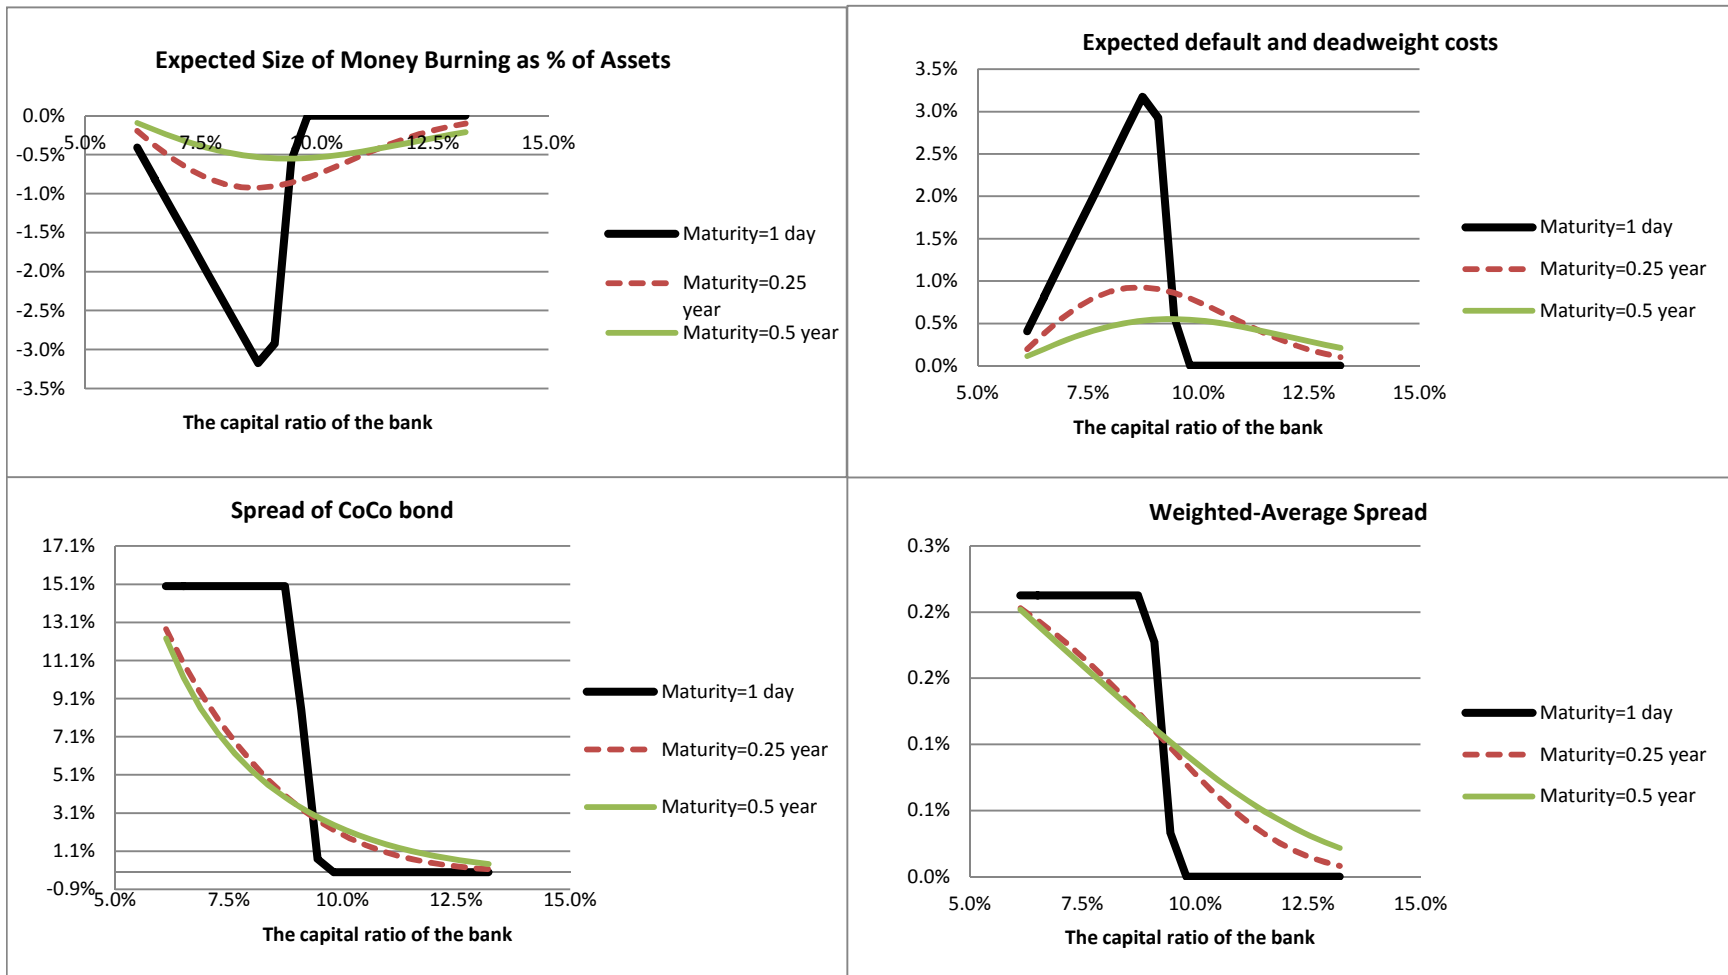 Expected Size of Money Burning as % of Assets
0.0%
5.0%
7.5%
10.0%
12.5%
15.0%
-0.5%
-1.0%
-1.5%
-2.0%
-2.5%
-3.0%
-3.5%
Maturity=1 day
Maturity=0.25
year
Maturity=0.5 year
The capital ratio of the bank
Expected default and deadweight costs
3.5%
3.0%
2.5%
2.0%
1.5%
1.0%
0.5%
0.0%
5.0%
7.5%
10.0%
12.5%
15.0%
Maturity=1 day
Maturity=0.25 year
Maturity=0.5 year
The capital ratio of the bank
Spread of CoCo bond
17.1%
15.1%
13.1%
11.1%
9.1%
7.1%
5.1%
3.1%
1.1%
-0.9%
5.0%
7.5%
10.0%
12.5%
15.0%
Maturity=1 day
Maturity=0.25 year
Maturity=0.5 year
The capital ratio of the bank
Weighted-Average Spread
0.3%
0.2%
0.2%
0.1%
0.1%
0.0%
5.0%
7.5%
10.0%
12.5%
15.0%
Maturity=1 day
Maturity=0.25 year
Maturity=0.5 year
The capital ratio of the bank